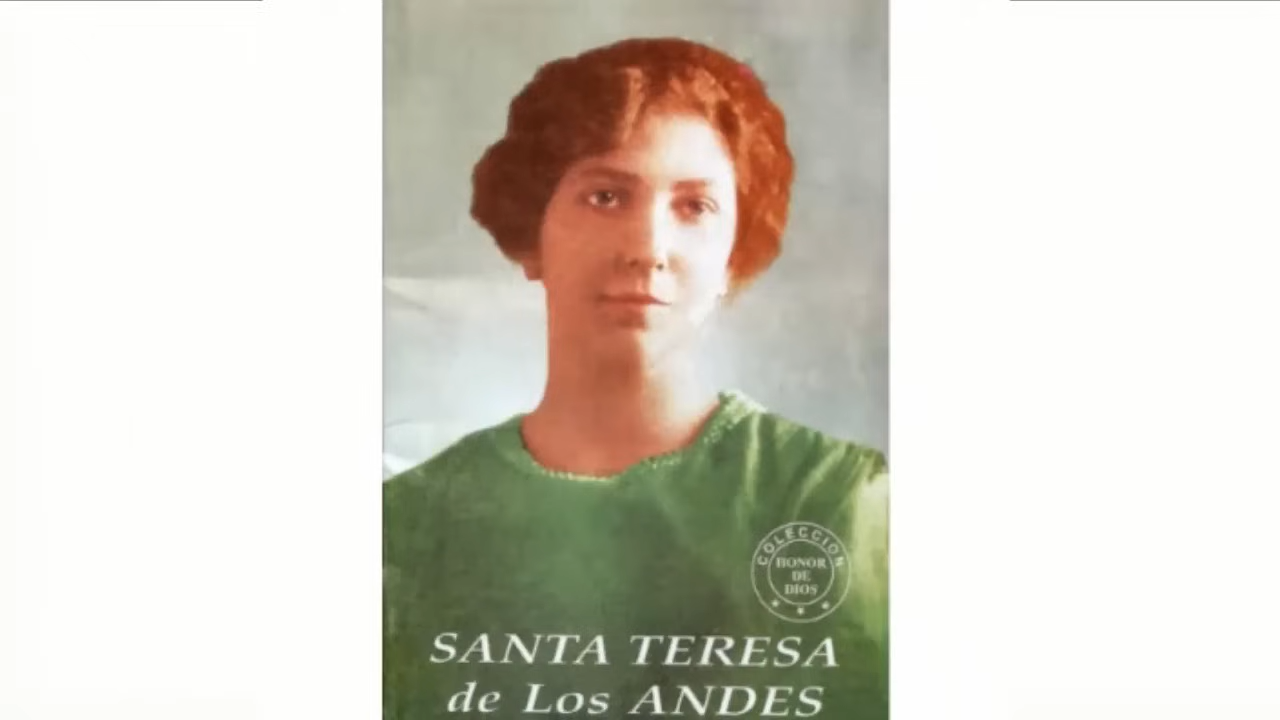 COLECCION
HONOR
DE
DIOS
SANTA TERESA
de Los ANDES